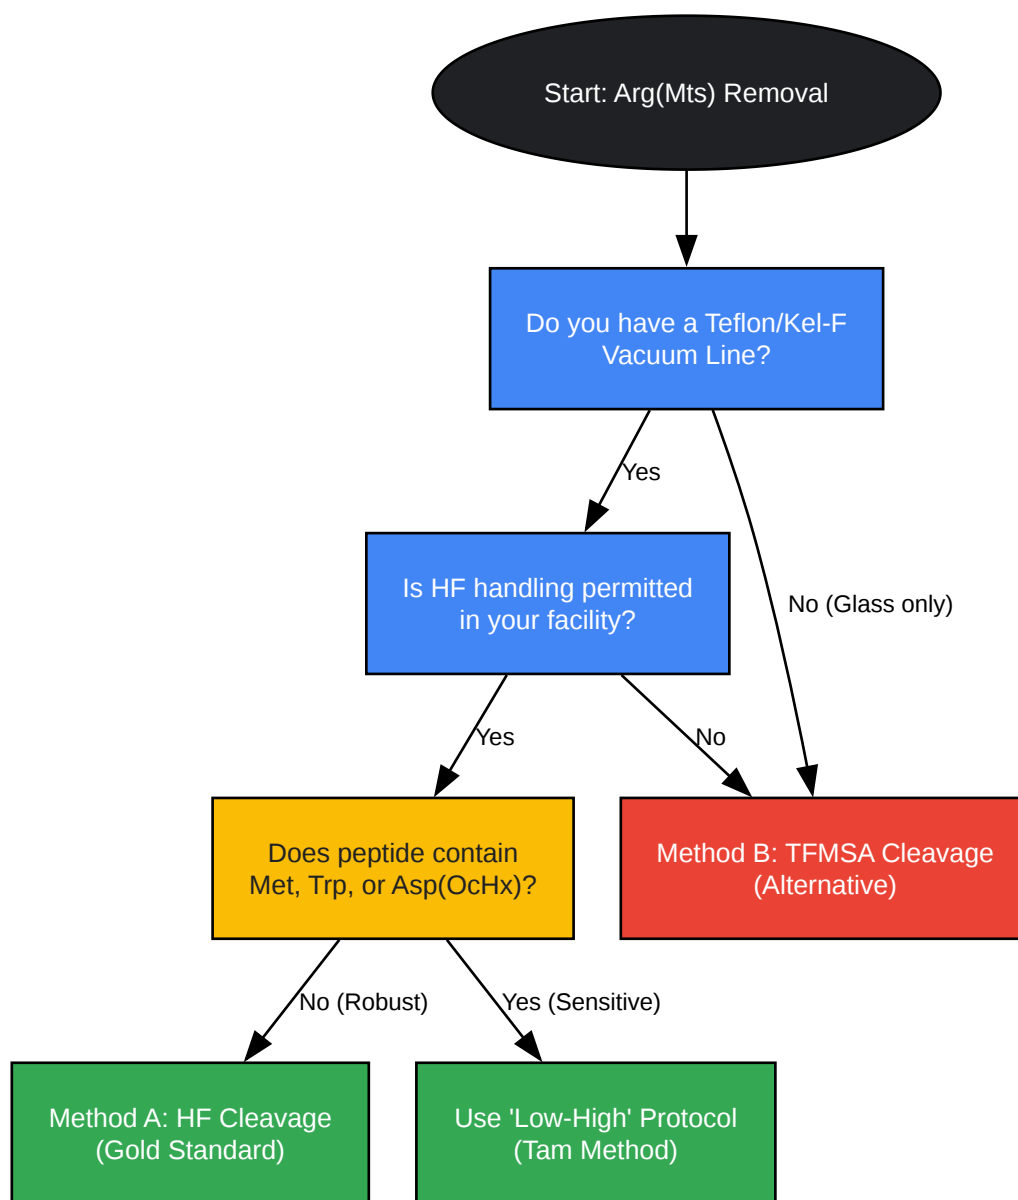 Start: Arg(Mts) Removal
Do you have a Teflon/Kel-F
Vacuum Line?
Yes
Is HF handling permitted
in your facility?
No (Glass only)
Yes
No
Does peptide contain
Met, Trp, or Asp(OcHx)?
Method B: TFMSA Cleavage
(Alternative)
No (Robust)
Yes (Sensitive)
Method A: HF Cleavage
(Gold Standard)
Use 'Low-High' Protocol
(Tam Method)